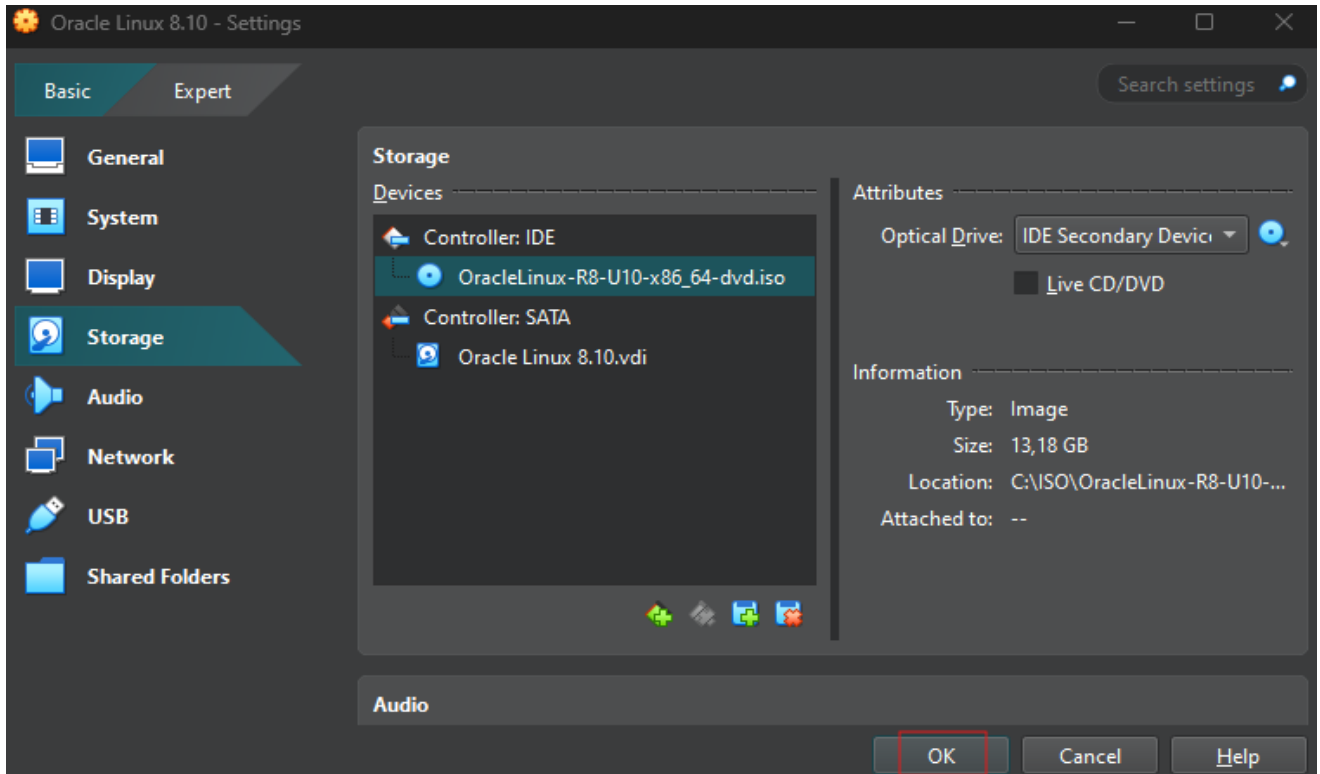 Oracle Linux 8.10 - Settings
Basic
Expert
Search settings
General
System
Display
Storage
Audio
Network
USB
Shared Folders
Storage
Devices
Controller: IDE
OracleLinux-R8-U10-x86_64-dvd.iso
Controller: SATA
Oracle Linux 8.10.vdi
Attributes
Optical Drive: IDE Secondary
Live CD/DVD
Information
Type: Image
Size: 13,18 GB
Location: C:\ISO\OracleLinux-R8-U10-...
Attached to: --
Audio
OK
Cancel
Help